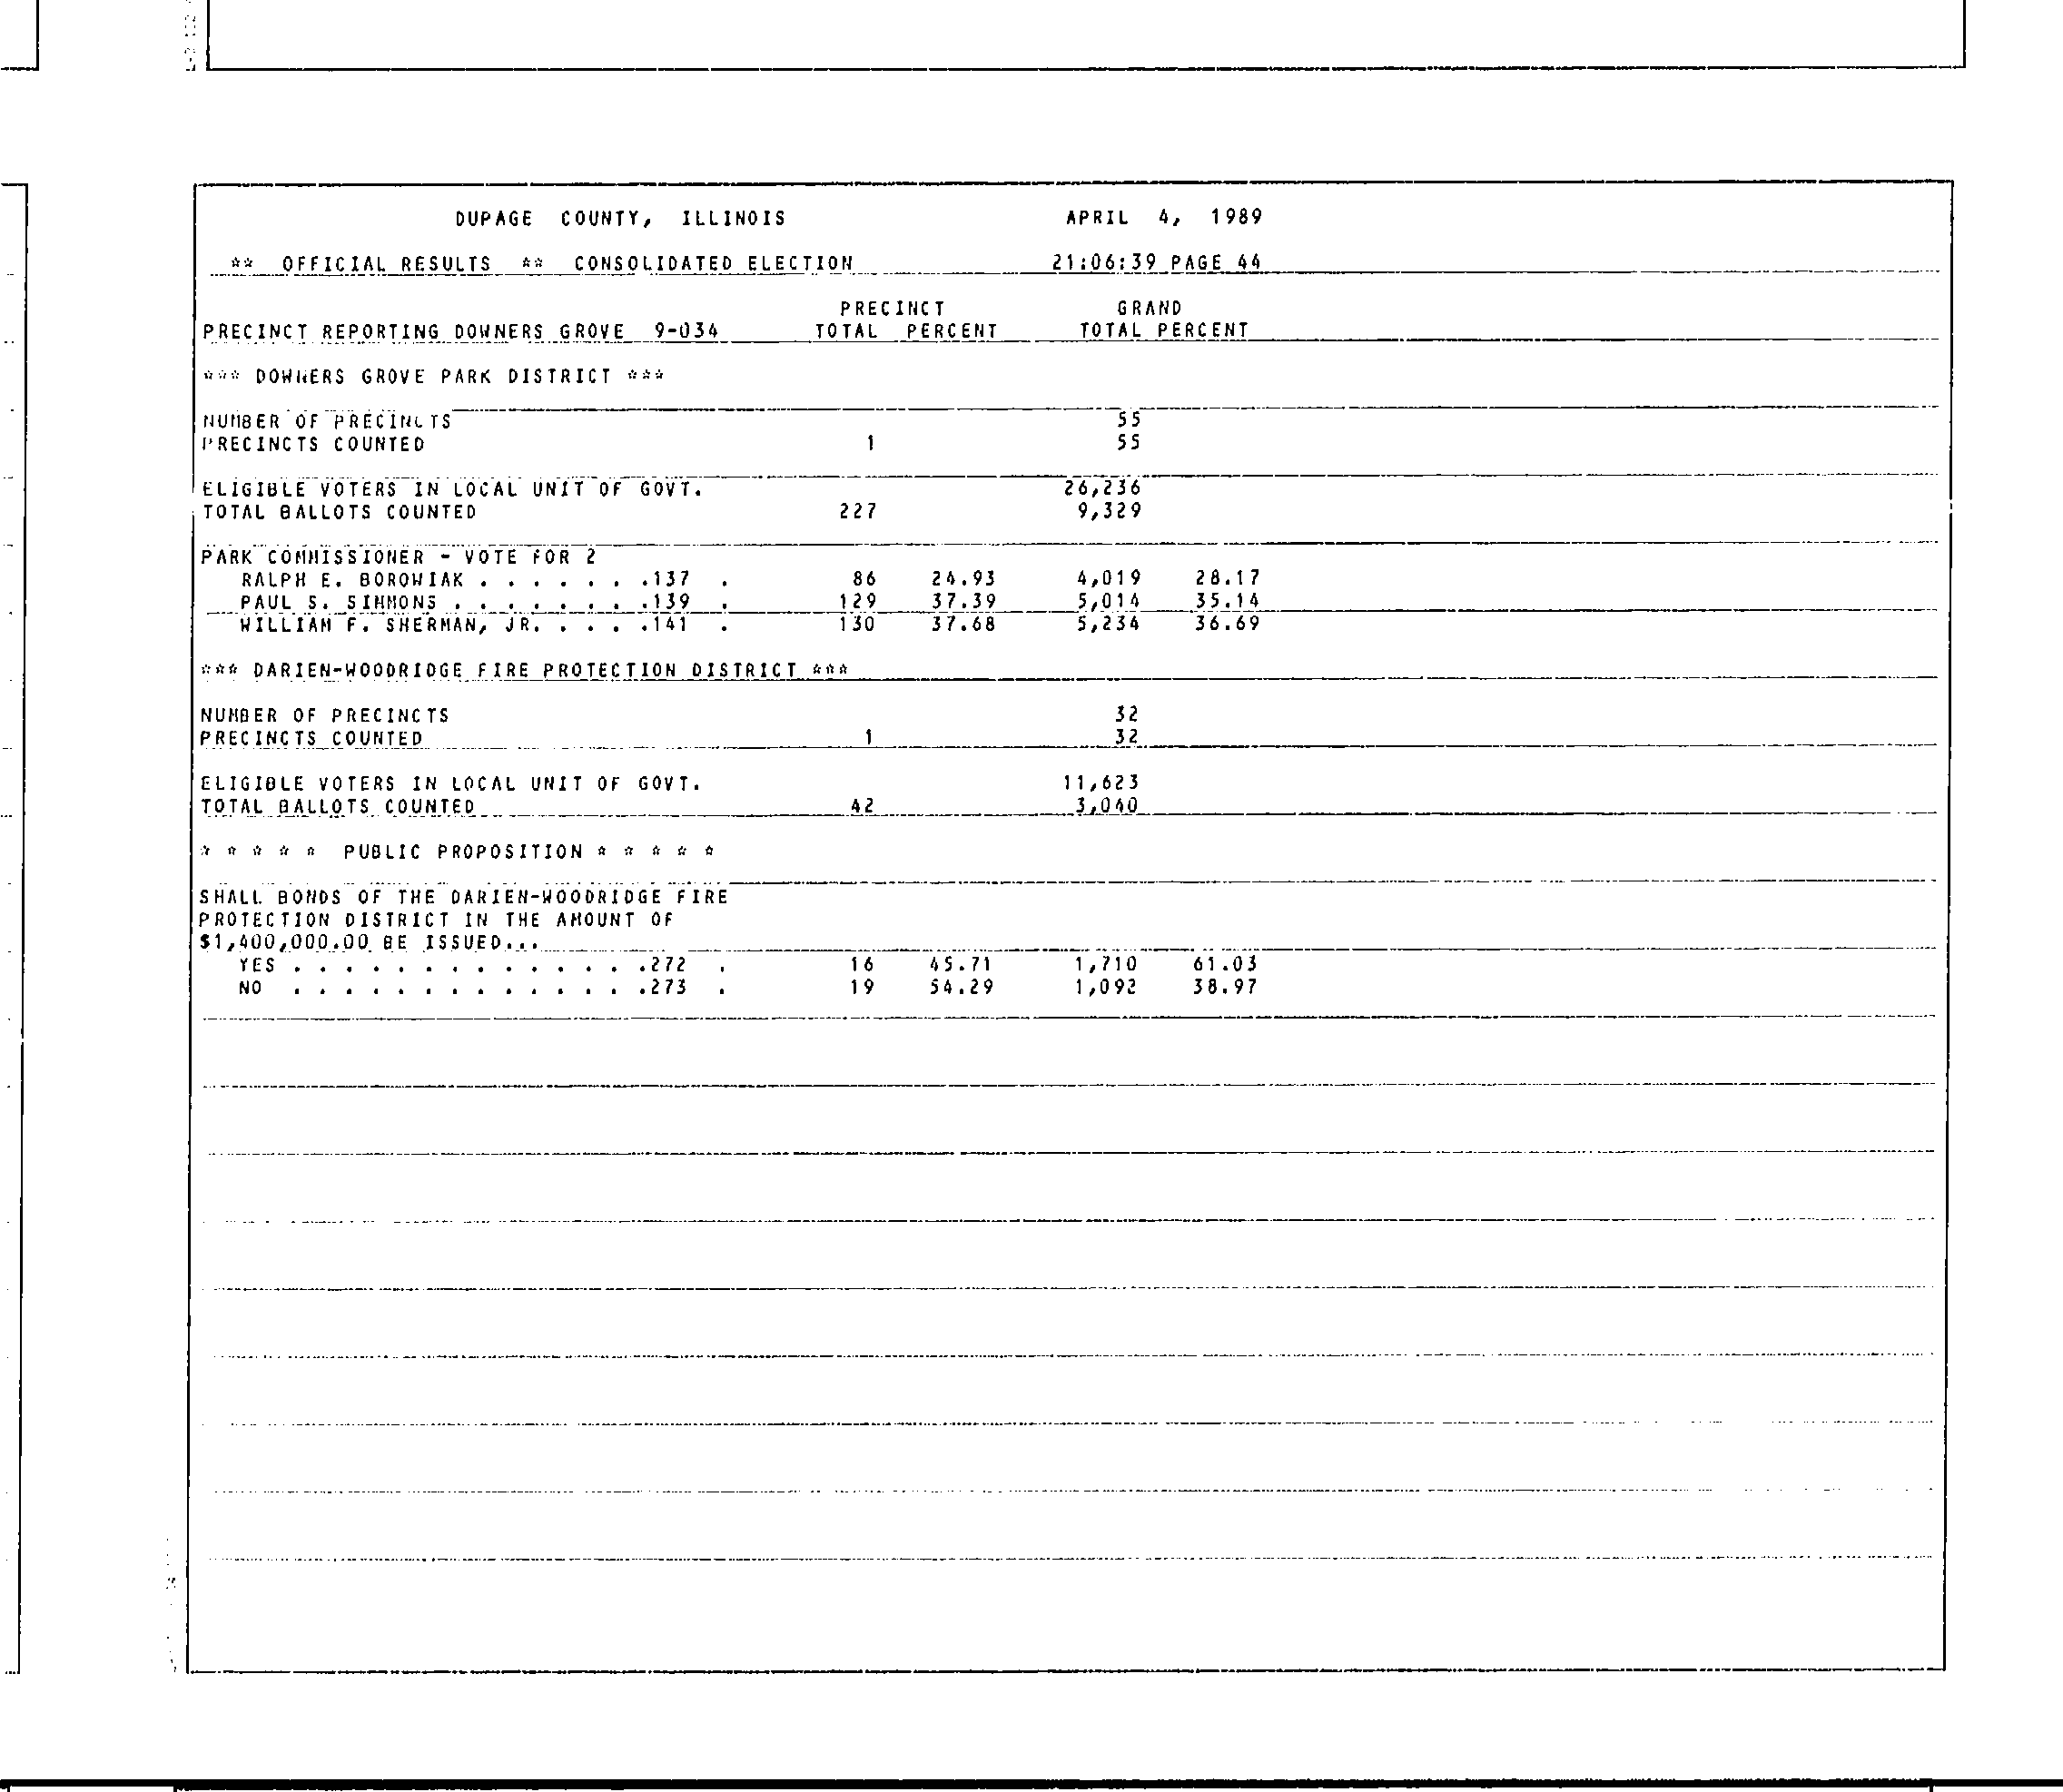 DUPAGE COUNTY, ILLINOIS APRIL 4, 1989
** OFFICIAL RESULTS ** CONSOLIDATED ELECTION 21:06:39 PAGE 44
PRECINCT GRAND
PRECINCT REPORTING DOWNERS GROVE 9-034 TOTAL PERCENT TOTAL PERCENT
*** DOWNERS GROVE PARK DISTRICT ***
NUMBER OF PRECINCTS 55
PRECINCTS COUNTED 1 55
ELIGIBLE VOTERS IN LOCAL UNIT OF GOVT. 26,236
TOTAL BALLOTS COUNTED 227 9,329
PARK COMMISSIONER - VOTE FOR 2
RALPH E. BOROWIAK . . . . . . .137 . 86 24.93 4,019 28.17
PAUL S. SIMMONS . . . . . . . .139 . 129 37.39 5,014 35.14
WILLIAM F. SHERMAN, JR. . . . .141 . 130 37.68 5,234 36.69
*** DARIEN-WOODRIDGE FIRE PROTECTION DISTRICT ***
NUMBER OF PRECINCTS 32
PRECINCTS COUNTED 1 32
ELIGIBLE VOTERS IN LOCAL UNIT OF GOVT. 11,623
TOTAL BALLOTS COUNTED 42 3,040
* * * * * PUBLIC PROPOSITION * * * * *
SHALL BONDS OF THE DARIEN-WOODRIDGE FIRE
PROTECTION DISTRICT IN THE AMOUNT OF
$1,400,000.00 BE ISSUED...
YES . . . . . . . . . . . . . .272 . 16 45.71 1,710 61.03
NO . . . . . . . . . . . . . .273 . 19 54.29 1,092 38.97